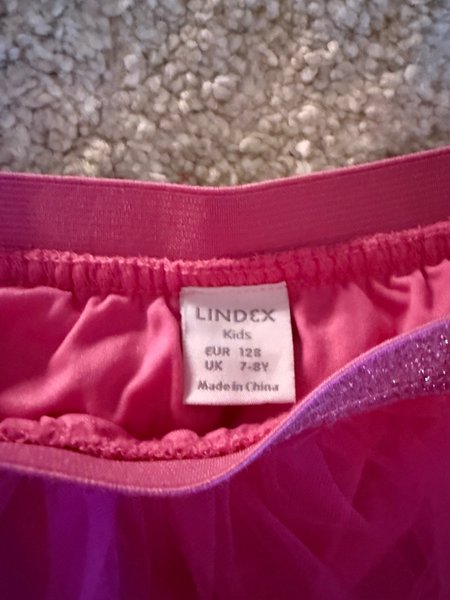 LINDEX
Kids
EUR 128
UK 7-8Y
Made in China